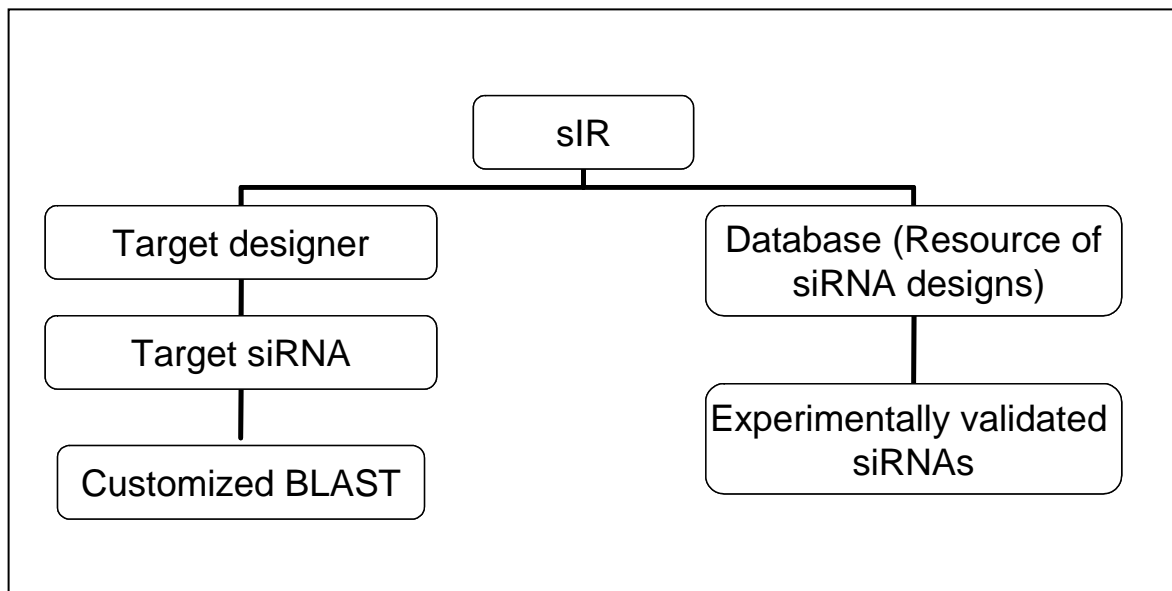 sIR
Target designer
Target siRNA
Customized BLAST
Database (Resource of
siRNA designs)
Experimentally validated
siRNAs